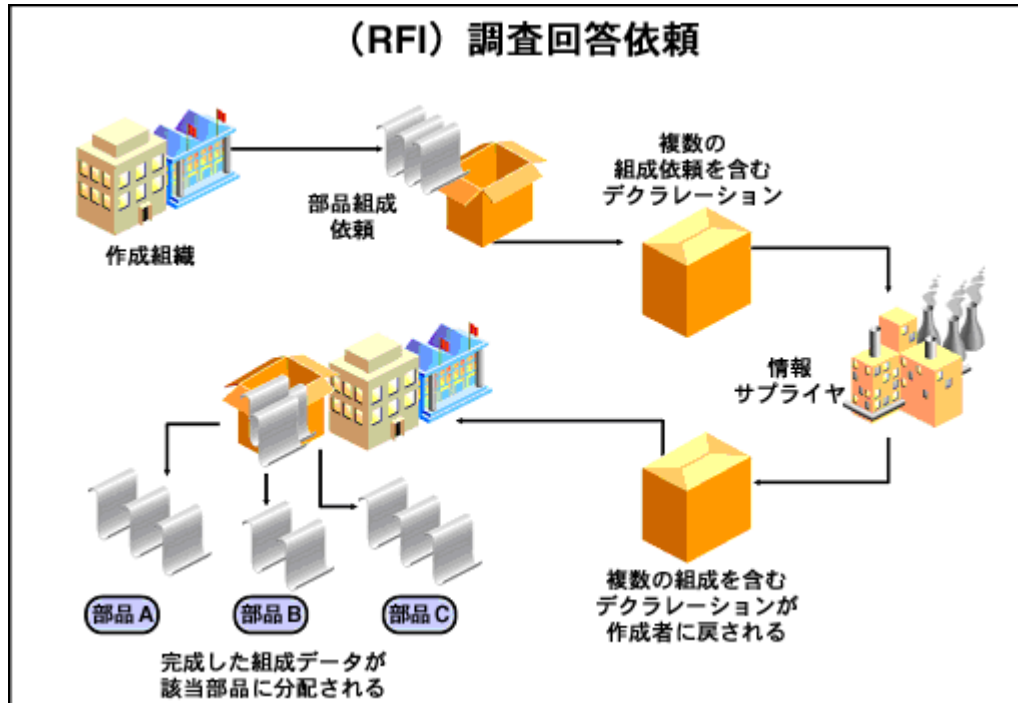 （RFI）調査回答依頼
作成組織
部品組成
依頼
複数の
組成依頼を含む
デクラレーション
情報
サプライヤ
複数の組成を含む
デクラレーションが
作成者に戻される
部品 A
部品 B
部品 C
完成した組成データが
該当部品に分配される